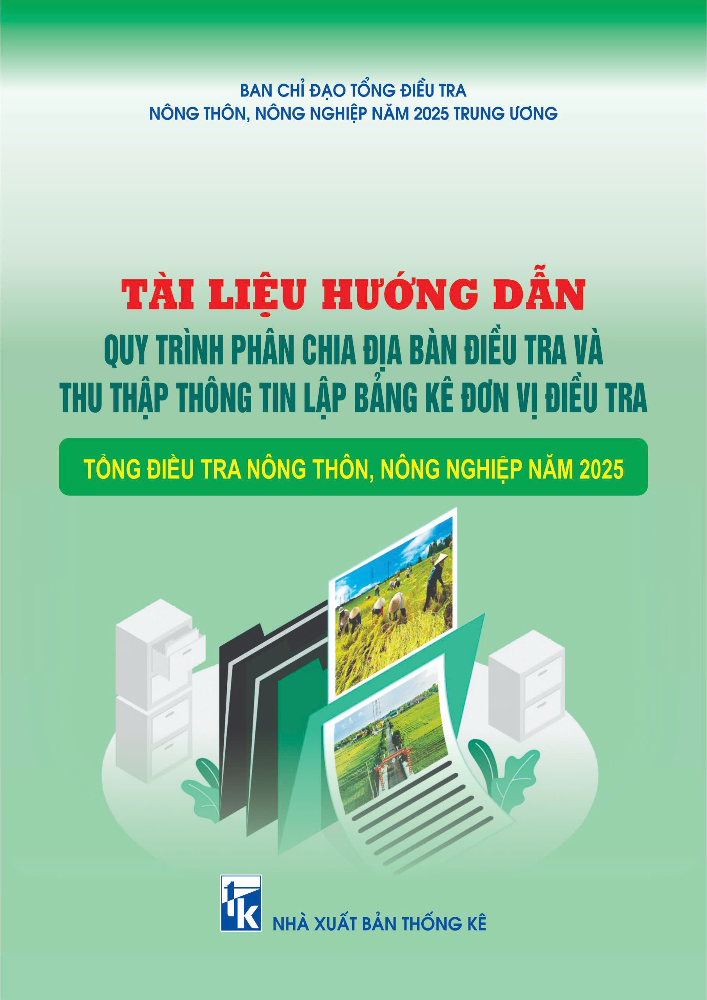 BAN CHỈ ĐẠO TỔNG ĐIỀU TRA
NÔNG THÔN, NÔNG NGHIỆP NĂM 2025 TRUNG ƯƠNG
TÀI LIỆU HƯỚNG DẪN
QUY TRÌNH PHÂN CHIA ĐỊA BÀN ĐIỀU TRA VÀ
THU THẬP THÔNG TIN LẬP BẢNG KÊ ĐƠN VỊ ĐIỀU TRA
TỔNG ĐIỀU TRA NÔNG THÔN, NÔNG NGHIỆP NĂM 2025
tk
NHÀ XUẤT BẢN THỐNG KÊ